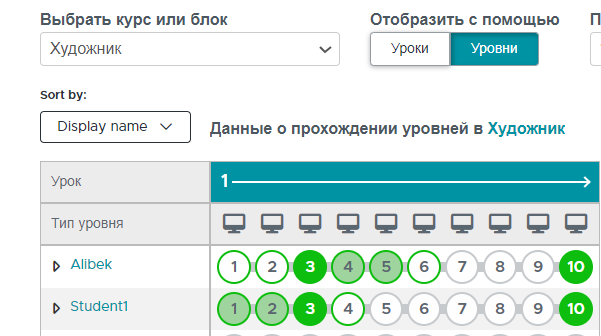 Выбрать курс или блок
Отобразить с помощью
Художник
Уроки
Уровни
Sort by:
Display name
Данные о прохождении уровней в Художник
Урок
1
Тип уровня
Alibek
1 2 3 4 5 6 7 8 9 10
Student1
1 2 3 4 5 6 7 8 9 10